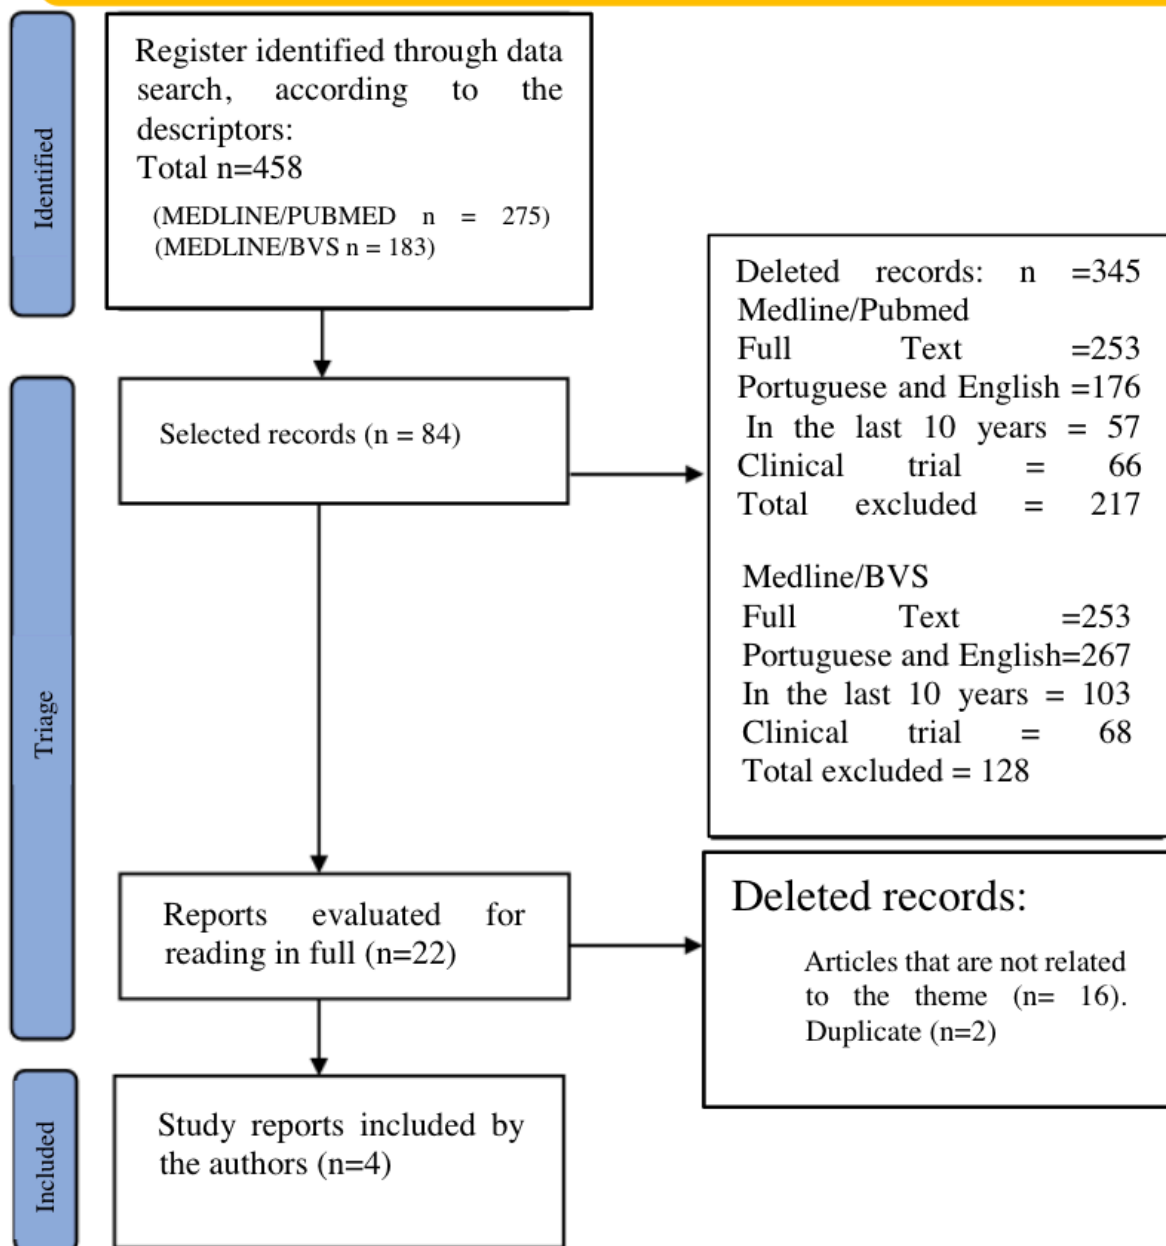 Identified
Register identified through data
search, according to the
descriptors:
Total n=458
(MEDLINE/PUBMED n = 275)
(MEDLINE/BVS n = 183)
Triage
Selected records (n = 84)
Deleted records: n =345
Medline/Pubmed
Full Text =253
Portuguese and English =176
In the last 10 years = 57
Clinical trial = 66
Total excluded = 217
Medline/BVS
Full Text =253
Portuguese and English=267
In the last 10 years = 103
Clinical trial = 68
Total excluded = 128
Reports evaluated for
reading in full (n=22)
Deleted records:
Articles that are not related
to the theme (n= 16).
Duplicate (n=2)
Included
Study reports included by
the authors (n=4)